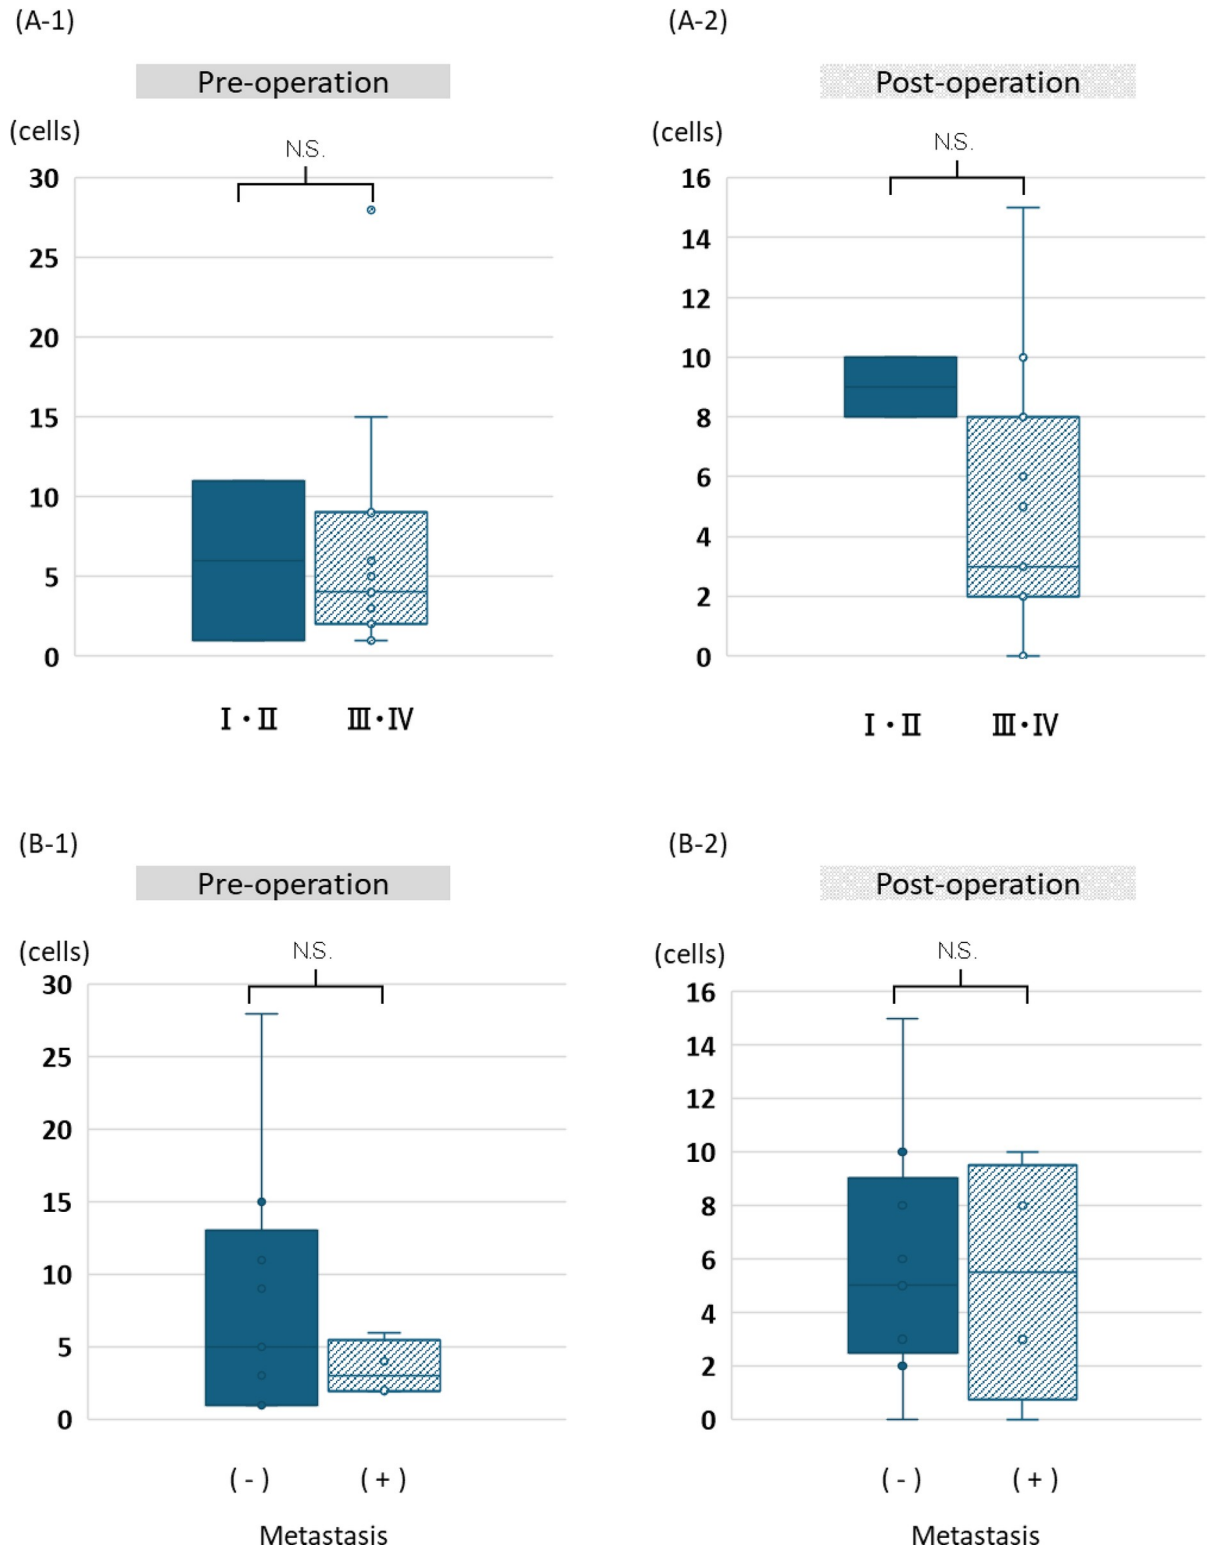 (A-1)
Pre-operation
(cells)
N.S.
30
25
20
15
10
5
0
Ⅰ・Ⅱ Ⅲ・Ⅳ
(A-2)
Post-operation
(cells)
N.S.
16
14
12
10
8
6
4
2
0
Ⅰ・Ⅱ Ⅲ・Ⅳ
(B-1)
Pre-operation
(cells)
N.S.
30
25
20
15
10
5
0
( - ) ( + )
Metastasis
(B-2)
Post-operation
(cells)
N.S.
16
14
12
10
8
6
4
2
0
( - ) ( + )
Metastasis